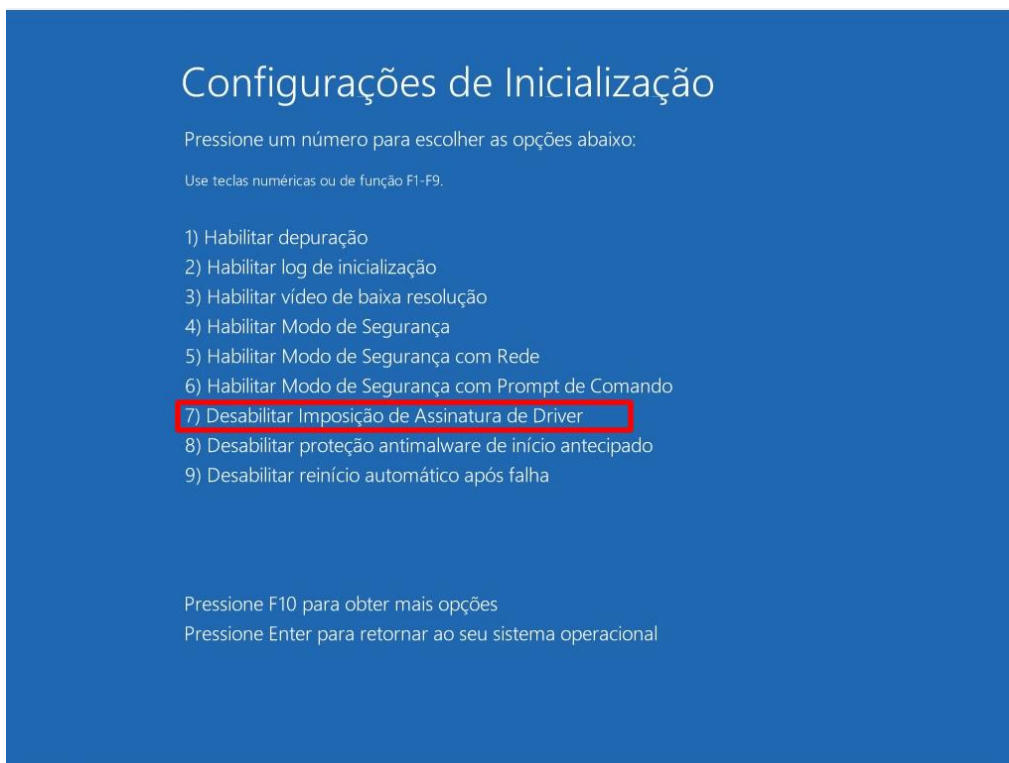 Configurações de Inicialização
Pressione um número para escolher as opções abaixo:
Use teclas numéricas ou de função F1-F9.
1) Habilitar depuração
2) Habilitar log de inicialização
3) Habilitar vídeo de baixa resolução
4) Habilitar Modo de Segurança
5) Habilitar Modo de Segurança com Rede
6) Habilitar Modo de Segurança com Prompt de Comando
7) Desabilitar Imposição de Assinatura de Driver
8) Desabilitar proteção antimalware de início antecipado
9) Desabilitar reinício automático após falha
Pressione F10 para obter mais opções
Pressione Enter para retornar ao seu sistema operacional